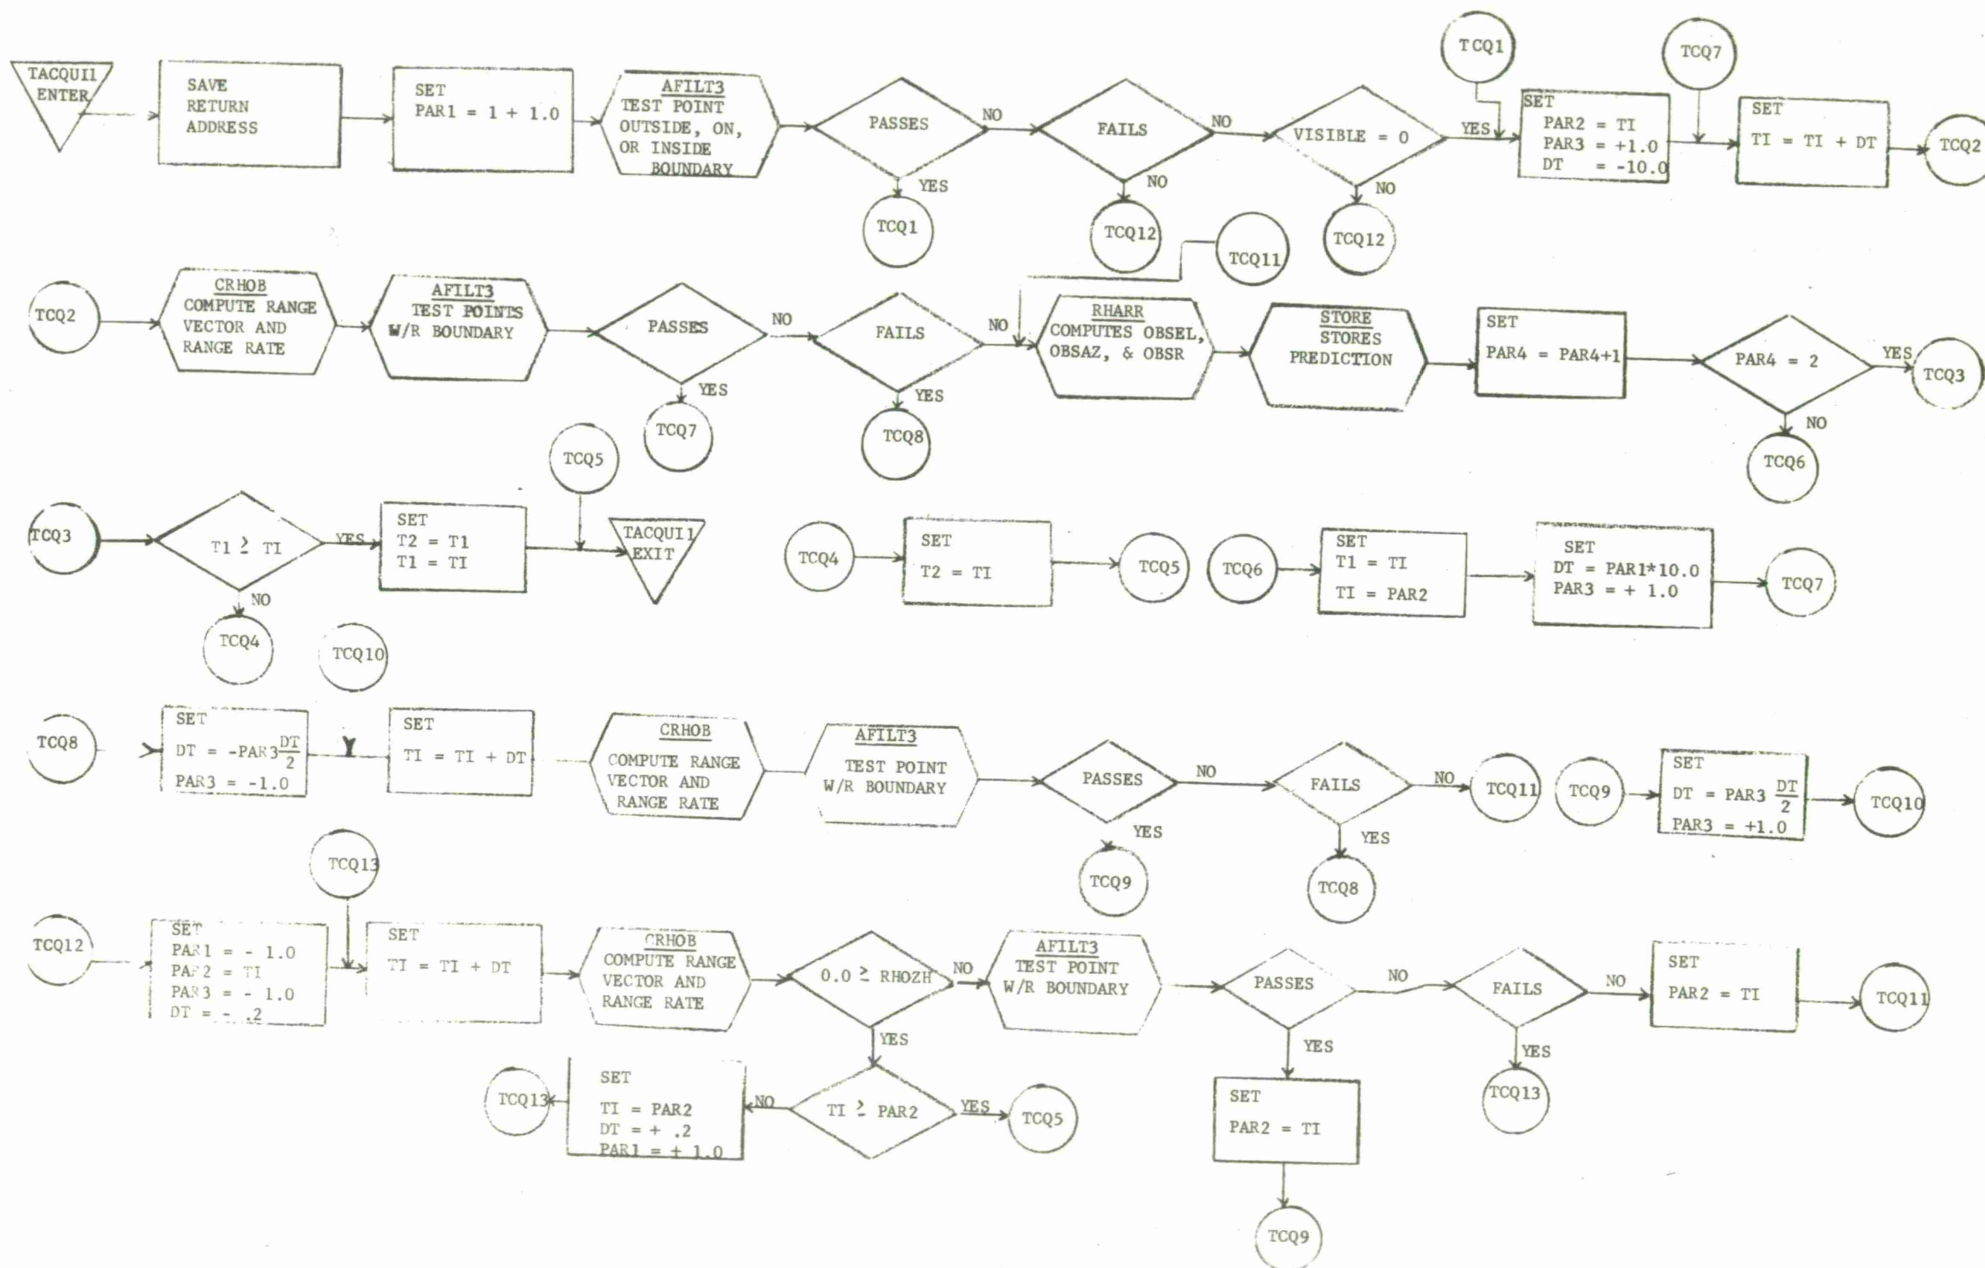 TACQUI1
ENTER
SAVE
RETURN
ADDRESS
SET
PAR1 = 1 + 1.0
AFILT3
TEST POINT
OUTSIDE, ON,
OR INSIDE
BOUNDARY
PASSES
NO
YES
TCQ1
FAILS
NO
NO
TCQ12
VISIBLE = 0
YES
NO
TCQ12
TCQ1
SET
PAR2 = TI
PAR3 = +1.0
DT = -10.0
TCQ7
SET
TI = TI + DT
TCQ2
TCQ2
CRHOB
COMPUTE RANGE
VECTOR AND
RANGE RATE
AFILT3
TEST POINTS
W/R BOUNDARY
PASSES
NO
YES
TCQ7
FAILS
NO
YES
TCQ8
TCQ11
RHARR
COMPUTES OBSEL,
OBSAZ, & OBSR
STORE
STORES
PREDICTION
SET
PAR4 = PAR4+1
PAR4 = 2
YES
TCQ3
NO
TCQ6
TCQ3
T1 ≥ TI
YES
NO
TCQ4
SET
T2 = T1
T1 = TI
TCQ5
TACQUI1
EXIT
TCQ4
SET
T2 = TI
TCQ5
TCQ6
SET
T1 = TI
TI = PAR2
SET
DT = PAR1*10.0
PAR3 = + 1.0
TCQ7
TCQ10
TCQ8
SET
DT = -PAR3 DT/2
PAR3 = -1.0
SET
TI = TI + DT
CRHOB
COMPUTE RANGE
VECTOR AND
RANGE RATE
AFILT3
TEST POINT
W/R BOUNDARY
PASSES
NO
YES
TCQ9
FAILS
NO
YES
TCQ8
TCQ11
TCQ9
SET
DT = PAR3 DT/2
PAR3 = +1.0
TCQ10
TCQ13
TCQ12
SET
PAR1 = - 1.0
PAR2 = TI
PAR3 = - 1.0
DT = - .2
SET
TI = TI + DT
CRHOB
COMPUTE RANGE
VECTOR AND
RANGE RATE
0.0 ≥ RHOZH
NO
YES
AFILT3
TEST POINT
W/R BOUNDARY
PASSES
NO
YES
FAILS
NO
YES
TCQ13
SET
PAR2 = TI
TCQ11
TCQ13
SET
TI = PAR2
DT = + .2
PAR1 = + 1.0
NO
TI ≥ PAR2
YES
TCQ5
SET
PAR2 = TI
TCQ9